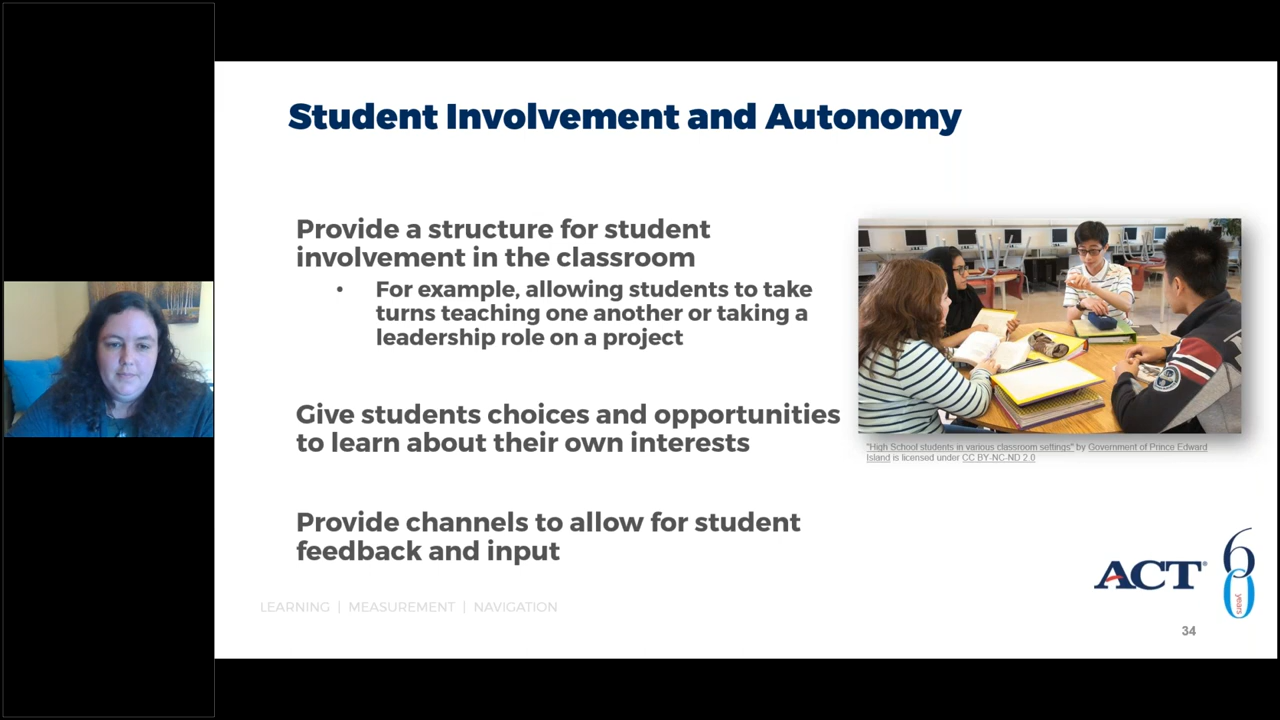 Student Involvement and Autonomy
Provide a structure for student
involvement in the classroom
• For example, allowing students to take
turns teaching one another or taking a
leadership role on a project
Give students choices and opportunities
to learn about their own interests
Provide channels to allow for student
feedback and input
"High School students in various classroom settings" by Government of Prince Edward
Island is licensed under CC BY-NC-ND 2.0
ACT®
60
years
LEARNING | MEASUREMENT | NAVIGATION
34